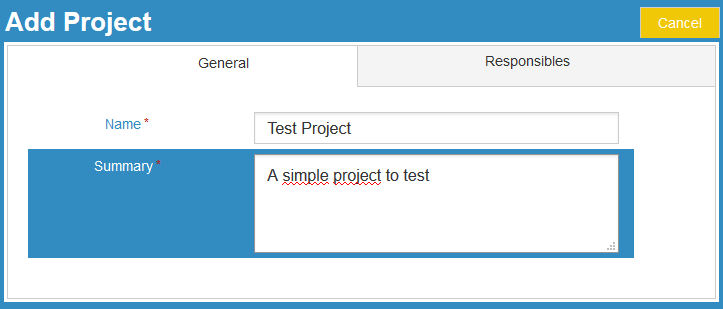 Add Project
Cancel
General
Responsibles
Name *
Test Project
Summary *
A simple project to test